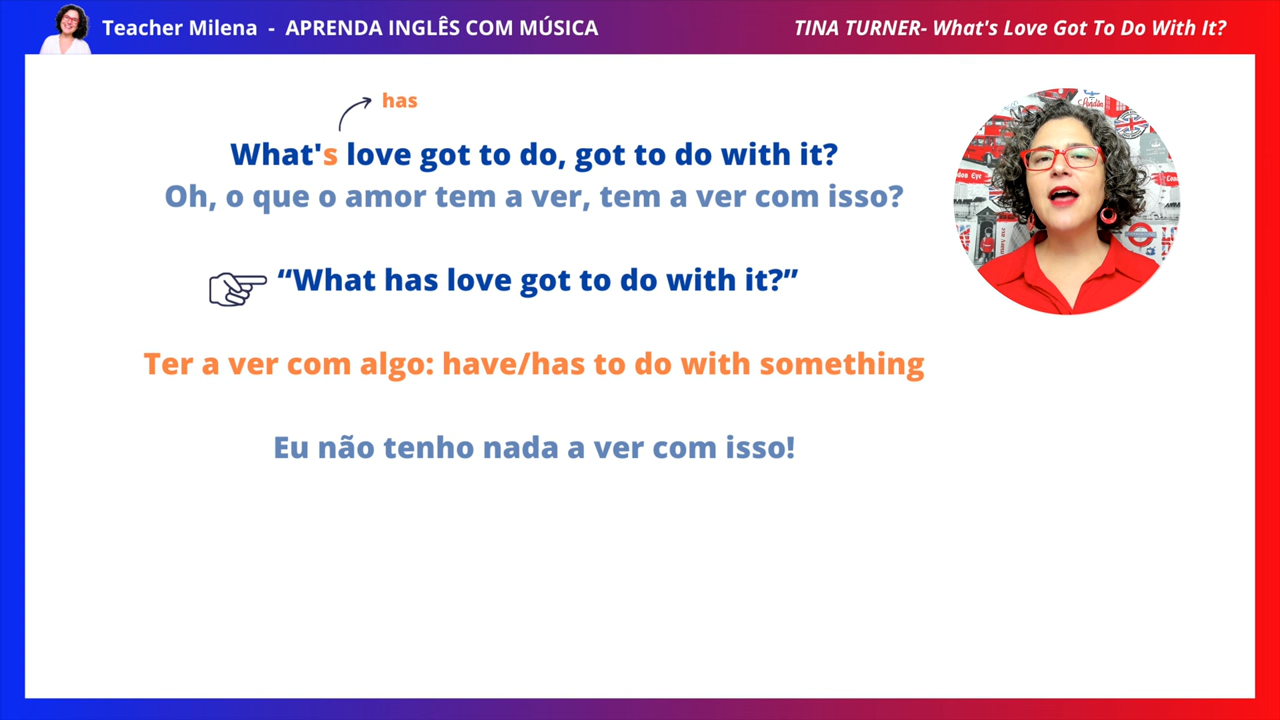 Teacher Milena - APRENDA INGLÊS COM MÚSICA
TINA TURNER- What's Love Got To Do With It?
has
What's love got to do, got to do with it?
Oh, o que o amor tem a ver, tem a ver com isso?
“What has love got to do with it?”
Ter a ver com algo: have/has to do with something
Eu não tenho nada a ver com isso!
London
London Eye